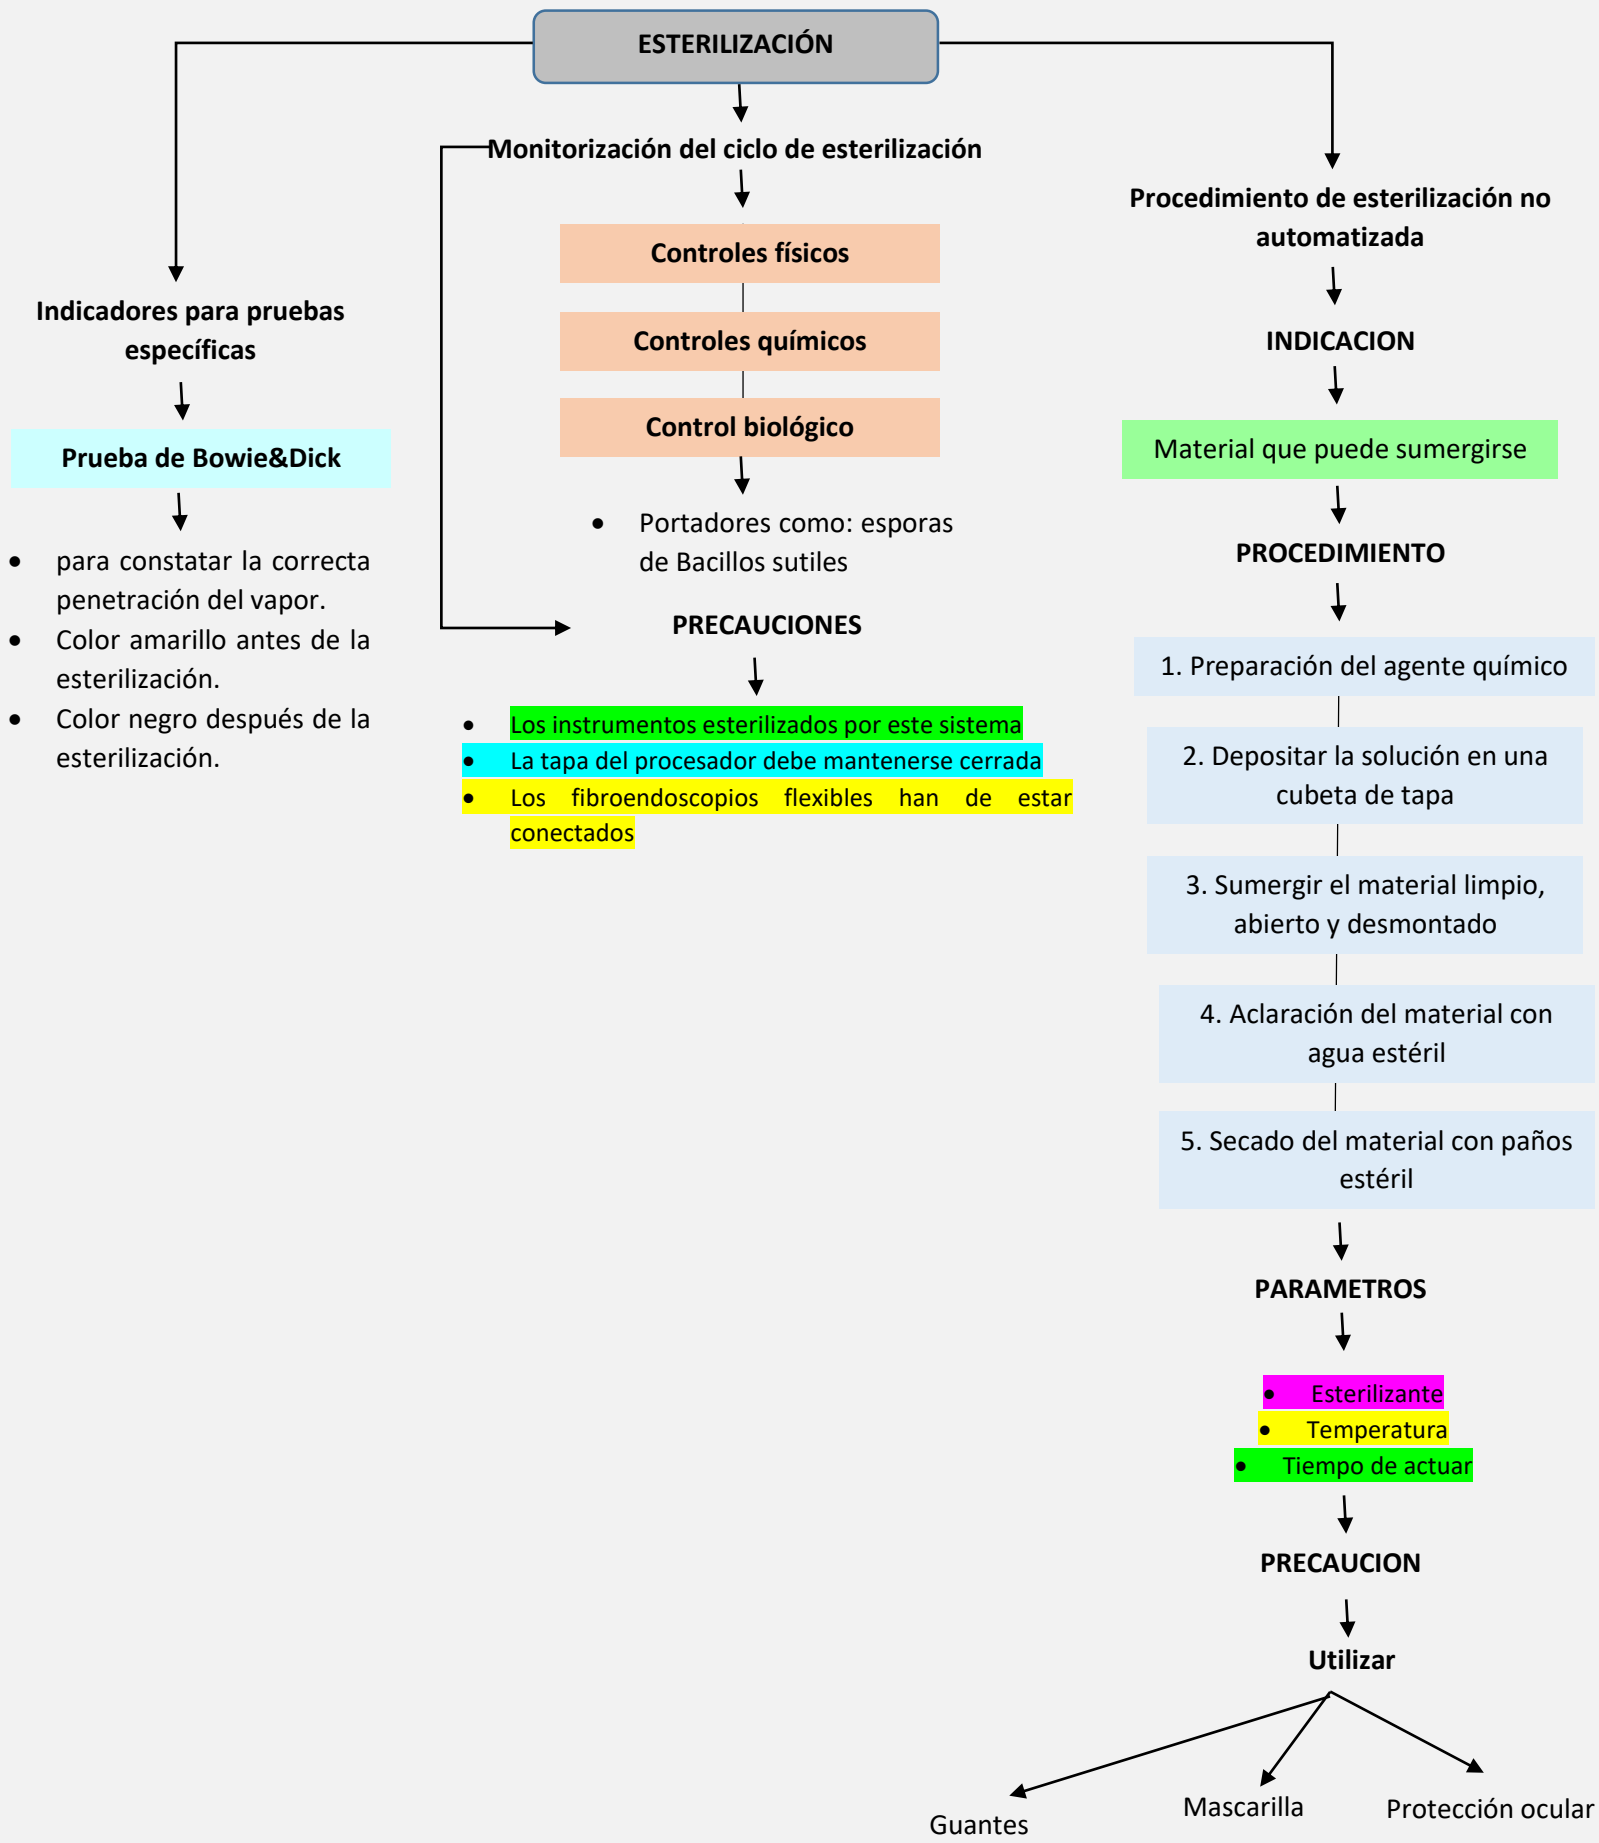 ESTERILIZACIÓN
Indicadores para pruebas
específicas
Prueba de Bowie&Dick
• para constatar la correcta
penetración del vapor.
• Color amarillo antes de la
esterilización.
• Color negro después de la
esterilización.
Monitorización del ciclo de esterilización
Controles físicos
Controles químicos
Control biológico
• Portadores como: esporas
de Bacillos sutiles
PRECAUCIONES
• Los instrumentos esterilizados por este sistema
• La tapa del procesador debe mantenerse cerrada
• Los fibroendoscopios flexibles han de estar
conectados
Procedimiento de esterilización no
automatizada
INDICACION
Material que puede sumergirse
PROCEDIMIENTO
1. Preparación del agente químico
2. Depositar la solución en una
cubeta de tapa
3. Sumergir el material limpio,
abierto y desmontado
4. Aclaración del material con
agua estéril
5. Secado del material con paños
estéril
PARAMETROS
• Esterilizante
• Temperatura
• Tiempo de actuar
PRECAUCION
Utilizar
Guantes
Mascarilla
Protección ocular